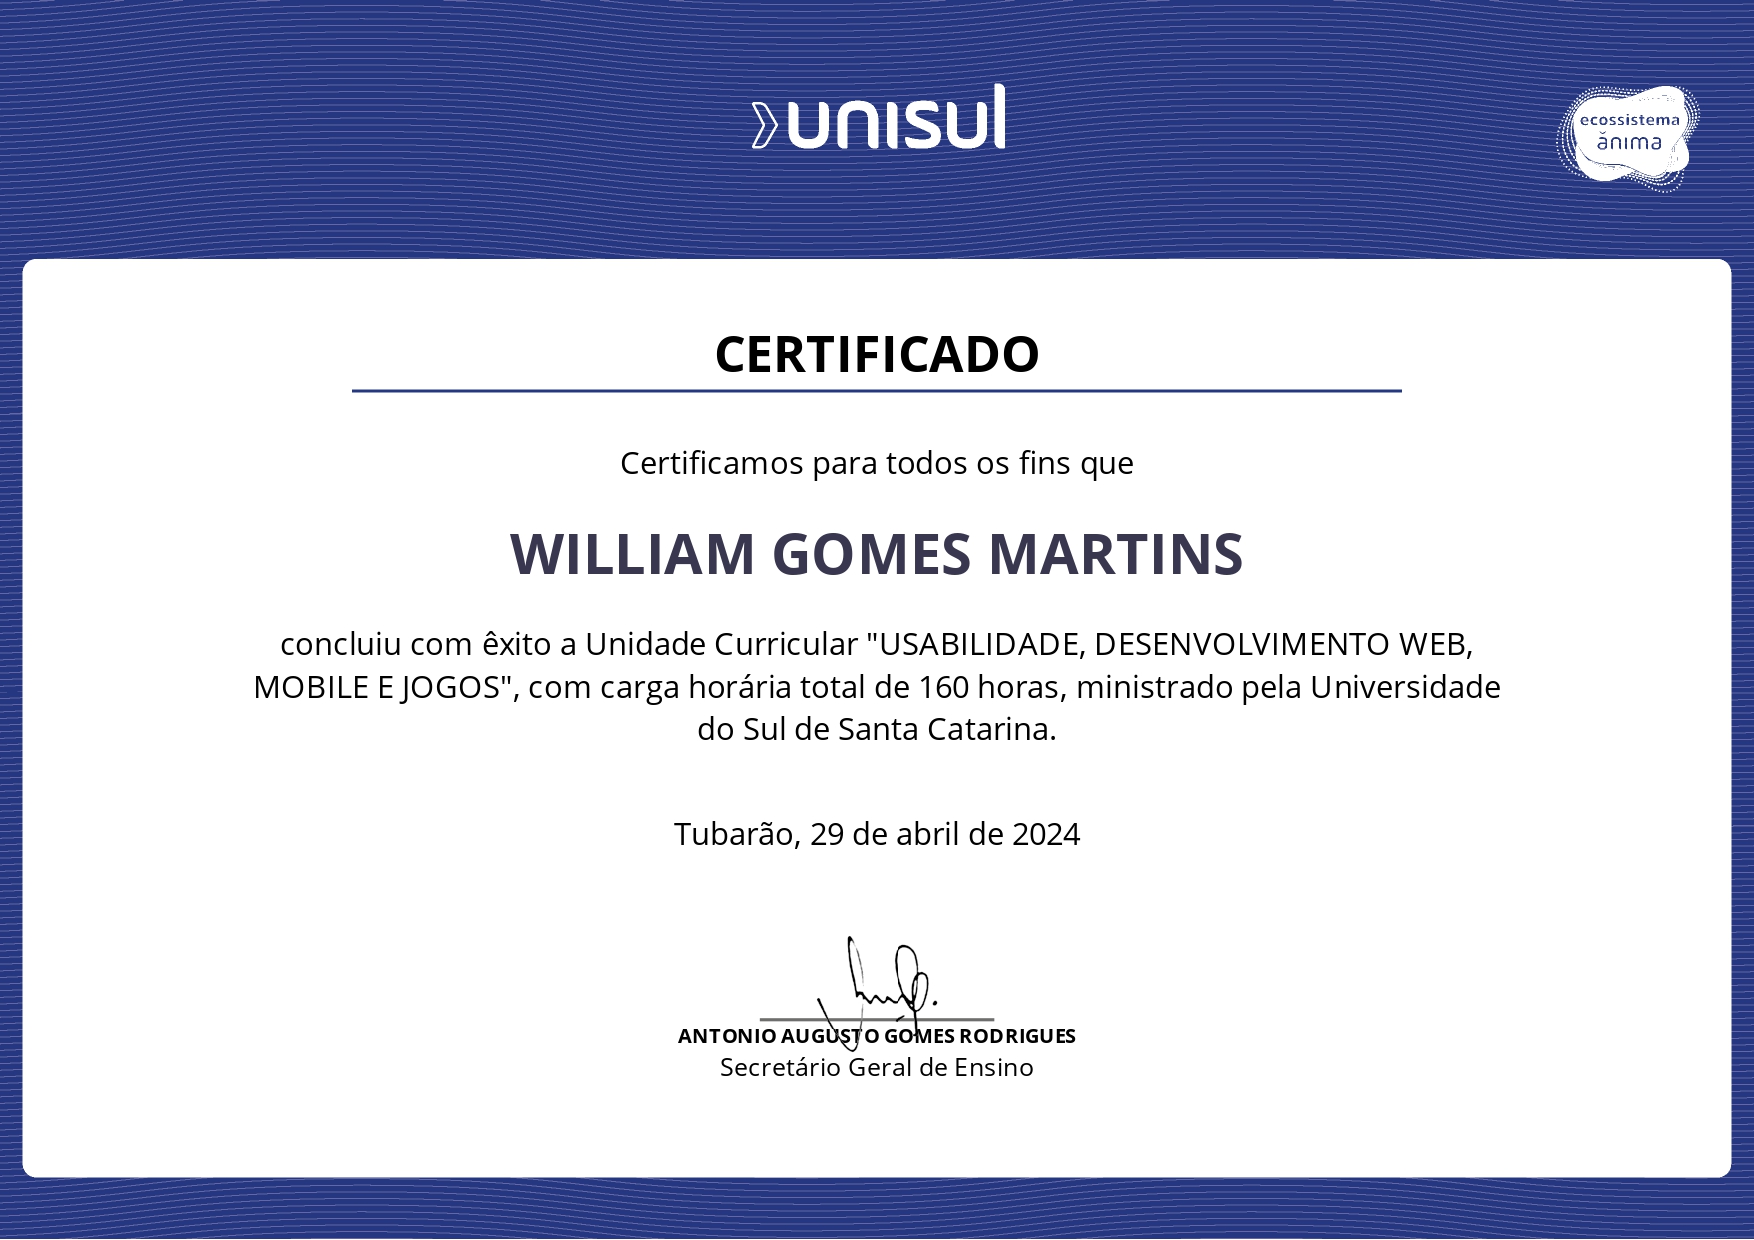 unisul
ecossistema
ănima
CERTIFICADO
Certificamos para todos os fins que
WILLIAM GOMES MARTINS
concluiu com êxito a Unidade Curricular "USABILIDADE, DESENVOLVIMENTO WEB,
MOBILE E JOGOS", com carga horária total de 160 horas, ministrado pela Universidade
do Sul de Santa Catarina.
Tubarão, 29 de abril de 2024
ANTONIO AUGUSTO GOMES RODRIGUES
Secretário Geral de Ensino